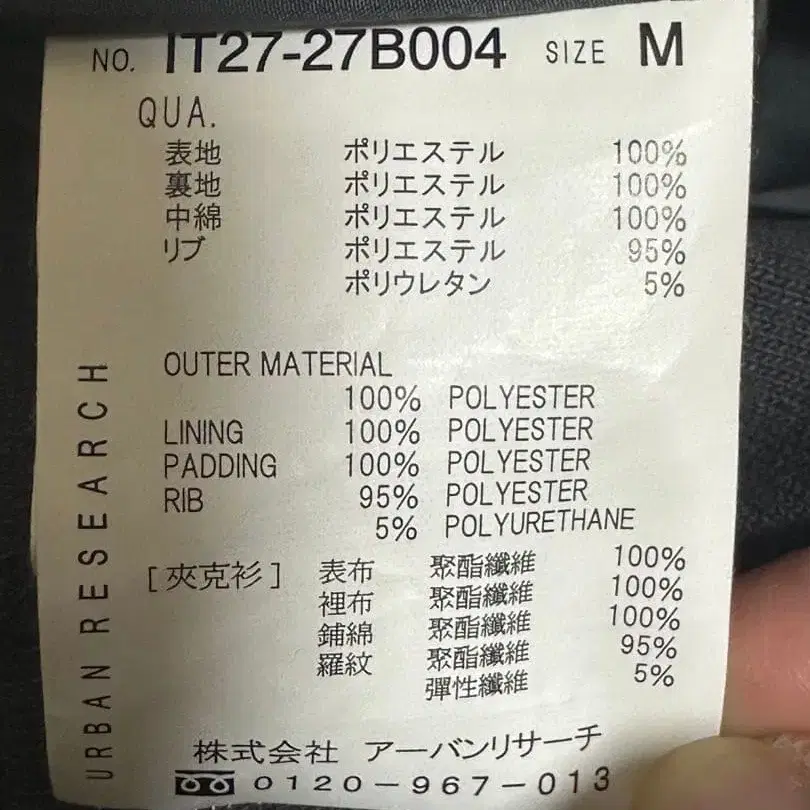 NO. IT27-27B004 SIZE M
QUA.
表地 ポリエステル 100%
裏地 ポリエステル 100%
中綿 ポリエステル 100%
リブ ポリエステル 95%
ポリウレタン 5%
OUTER MATERIAL
100% POLYESTER
LINING 100% POLYESTER
PADDING 100% POLYESTER
RIB 95% POLYESTER
5% POLYURETHANE
[夾克衫] 表布 聚酯纖維 100%
裡布 聚酯纖維 100%
鋪綿 聚酯纖維 100%
羅紋 聚酯纖維 95%
彈性纖維 5%
URBAN RESEARCH
株式会社 アーバンリサーチ
0120-967-013